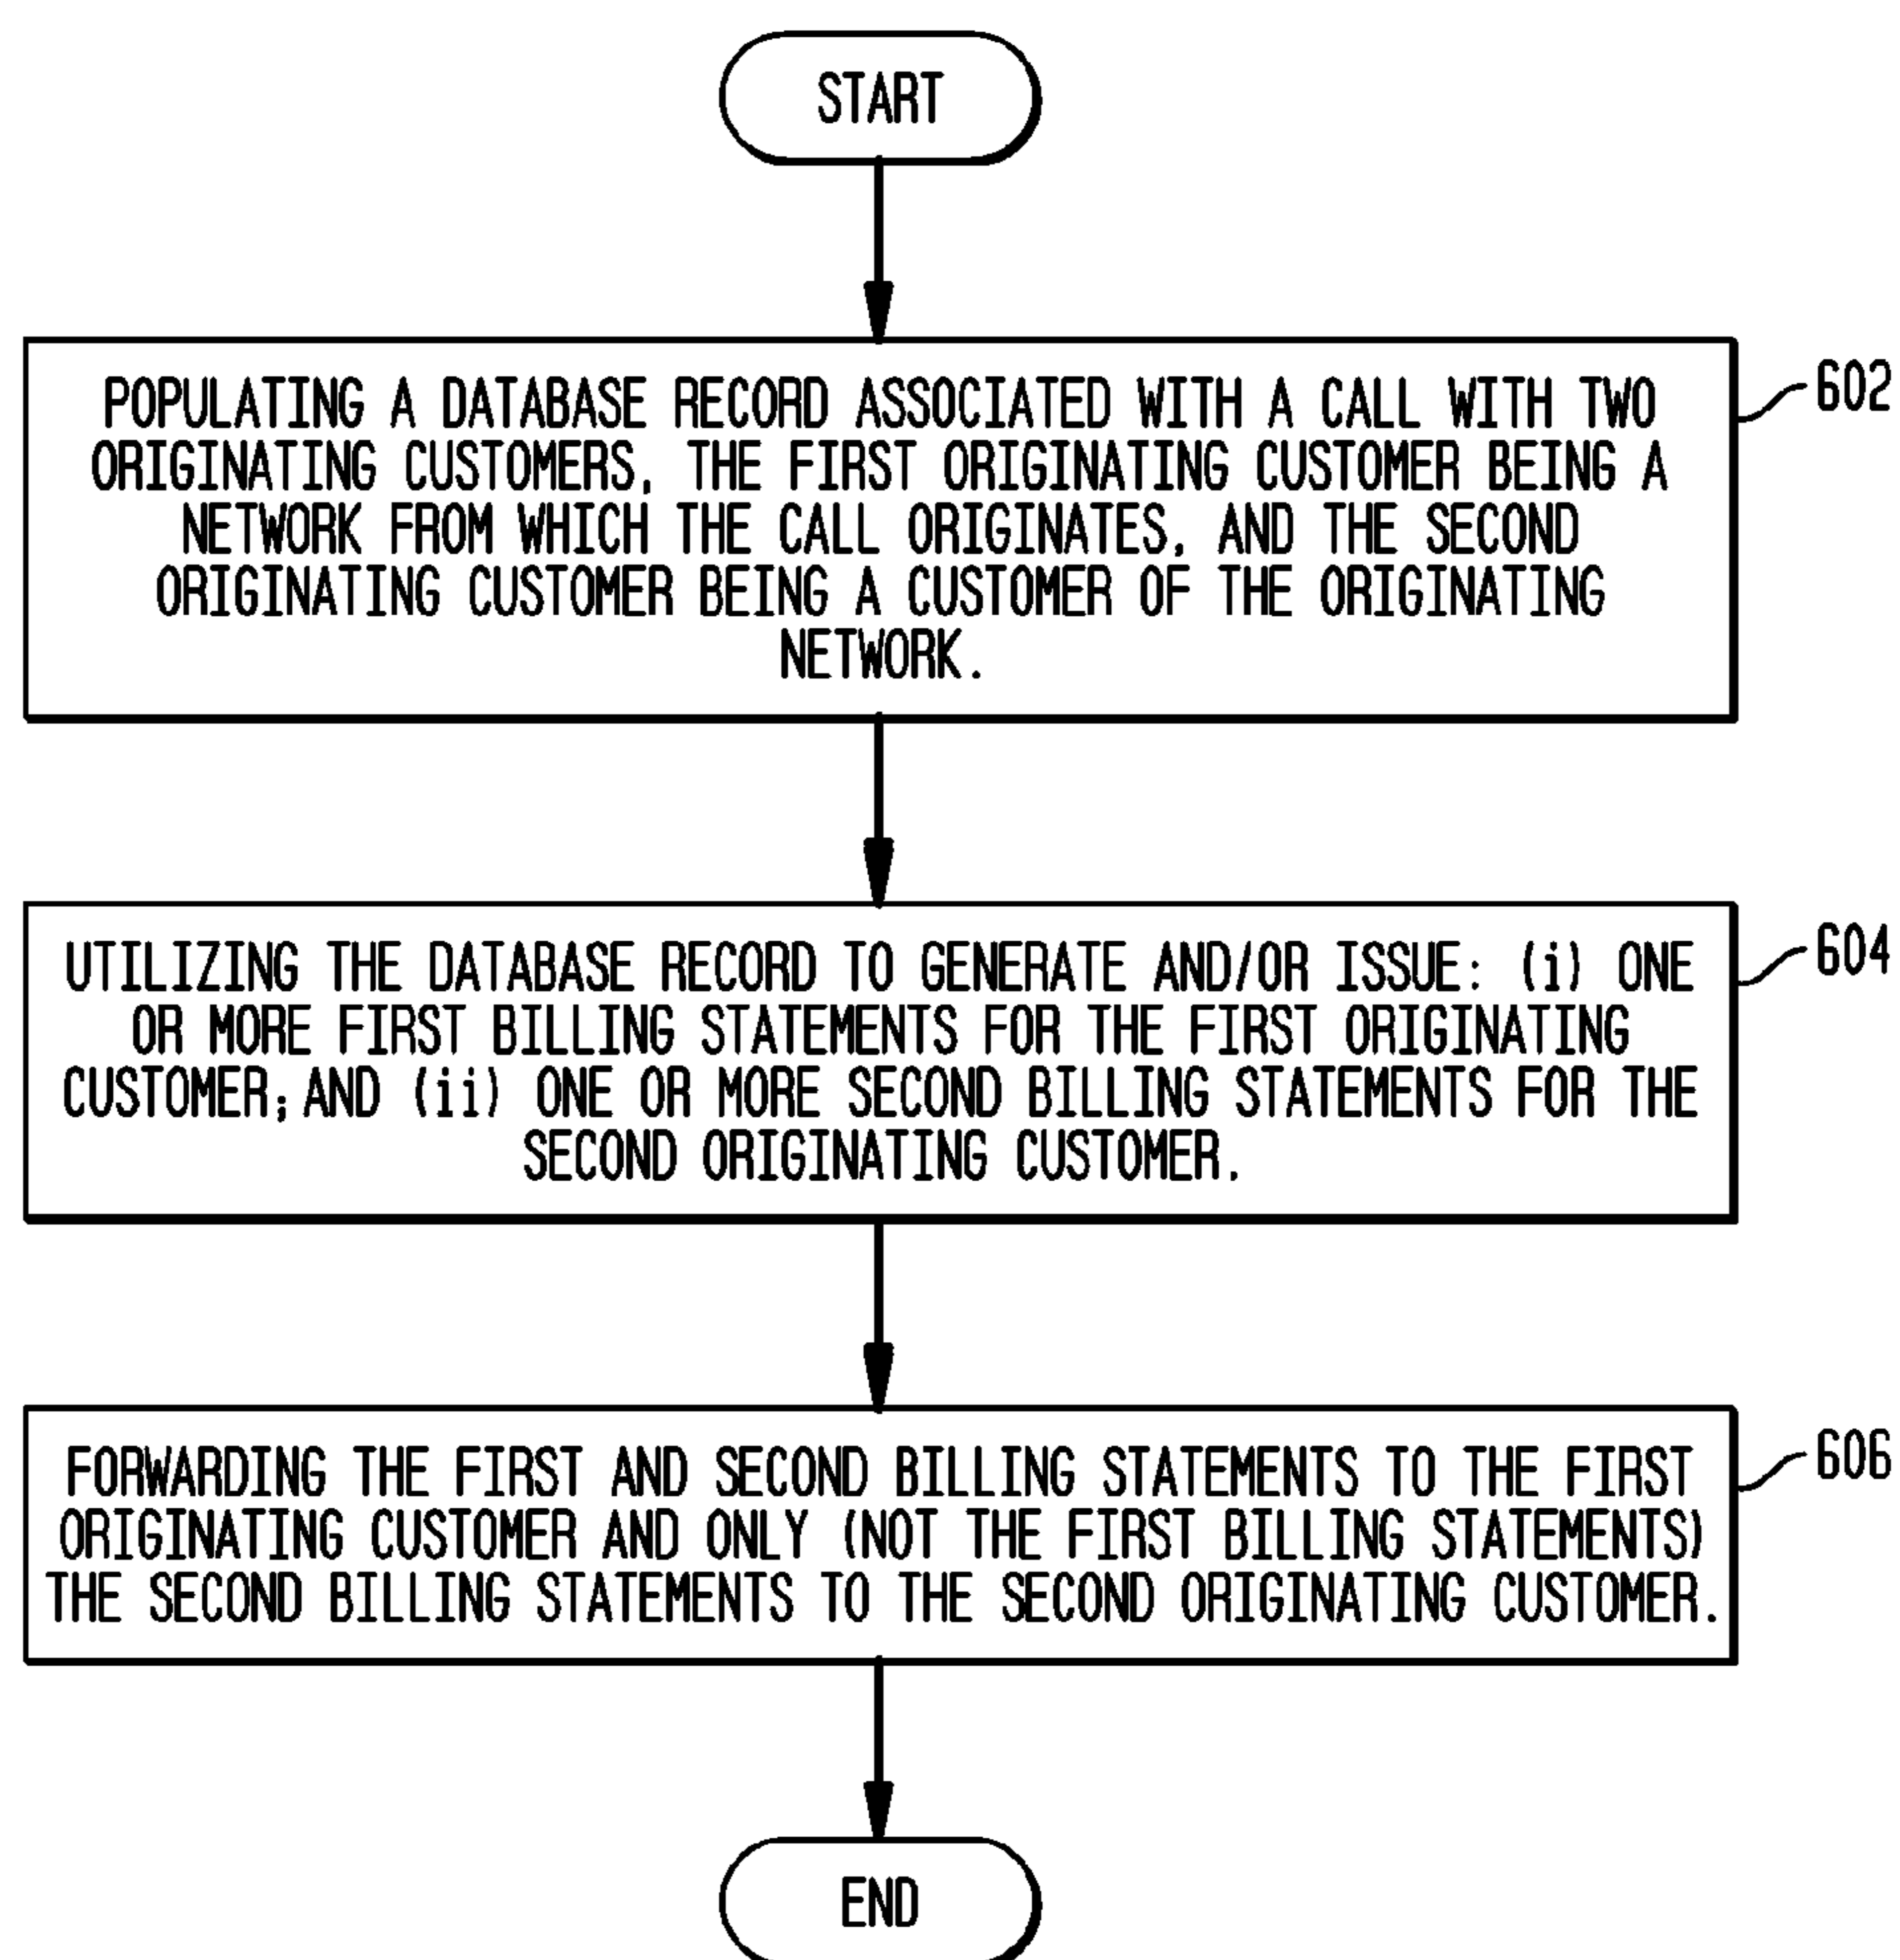 START
POPULATING A DATABASE RECORD ASSOCIATED WITH A CALL WITH TWO
ORIGINATING CUSTOMERS, THE FIRST ORIGINATING CUSTOMER BEING A
NETWORK FROM WHICH THE CALL ORIGINATES, AND THE SECOND
ORIGINATING CUSTOMER BEING A CUSTOMER OF THE ORIGINATING
NETWORK.
602
UTILIZING THE DATABASE RECORD TO GENERATE AND/OR ISSUE: (i) ONE
OR MORE FIRST BILLING STATEMENTS FOR THE FIRST ORIGINATING
CUSTOMER; AND (ii) ONE OR MORE SECOND BILLING STATEMENTS FOR THE
SECOND ORIGINATING CUSTOMER.
604
FORWARDING THE FIRST AND SECOND BILLING STATEMENTS TO THE FIRST
ORIGINATING CUSTOMER AND ONLY (NOT THE FIRST BILLING STATEMENTS)
THE SECOND BILLING STATEMENTS TO THE SECOND ORIGINATING CUSTOMER.
606
END